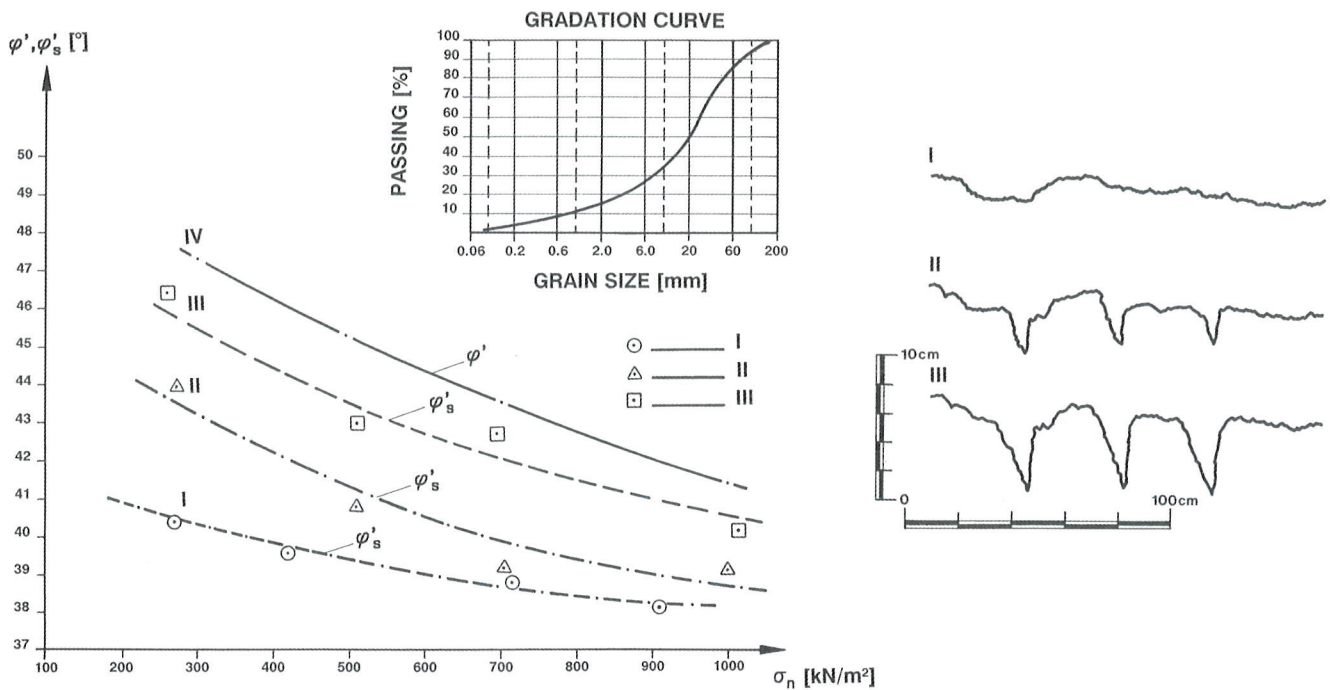 φ',φ's [°]
50
49
48
47
46
45
44
43
42
41
40
39
38
37
100
200
300
400
500
600
700
800
900
1000
σn [kN/m²]
IV
III
II
I
φ'
φ's
φ's
φ's
GRADATION CURVE
PASSING [%]
100
90
80
70
60
50
40
30
20
10
0.06
0.2
0.6
2.0
6.0
20
60
200
GRAIN SIZE [mm]
I
II
III
I
II
III
10cm
0
100cm